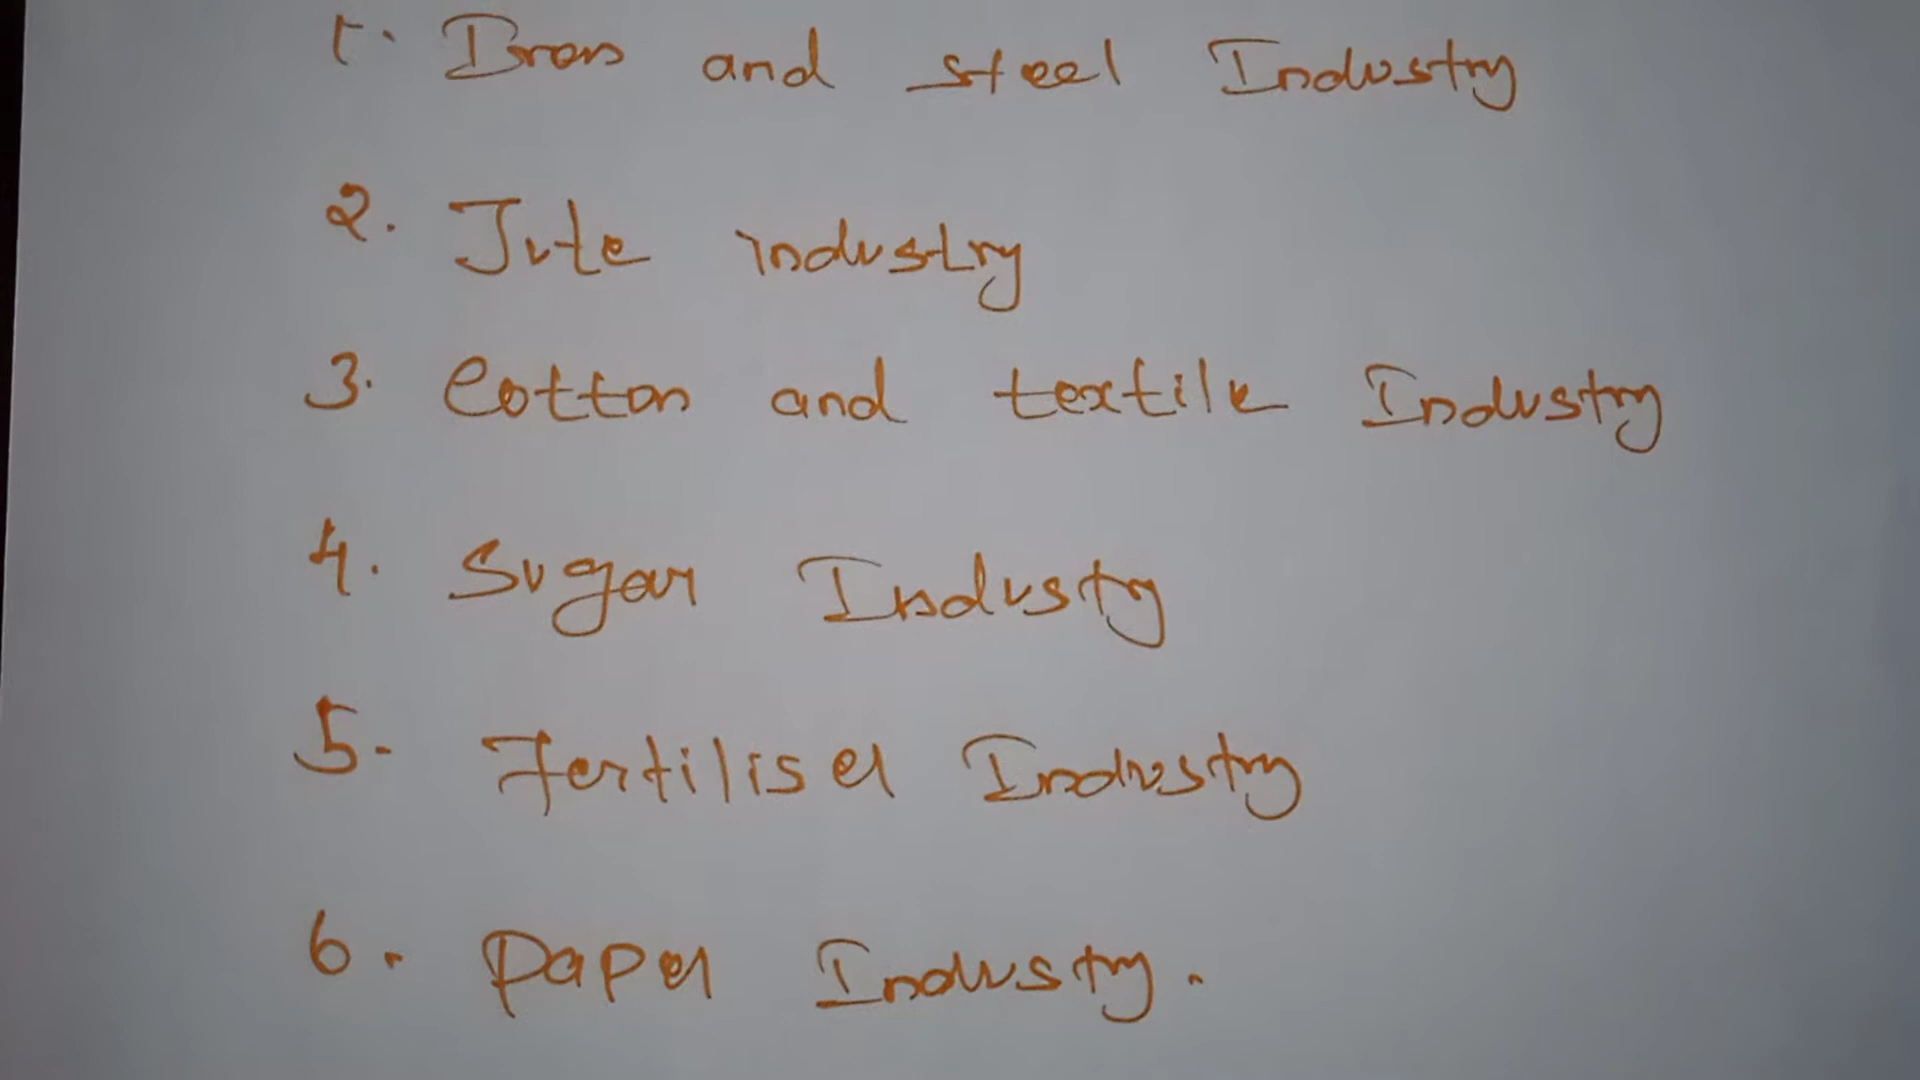 1. Iron and steel Industry
2. Jute industry
3. Cotton and textile Industry
4. Sugar Industry
5. Fertiliser Industry
6. Paper Industry.